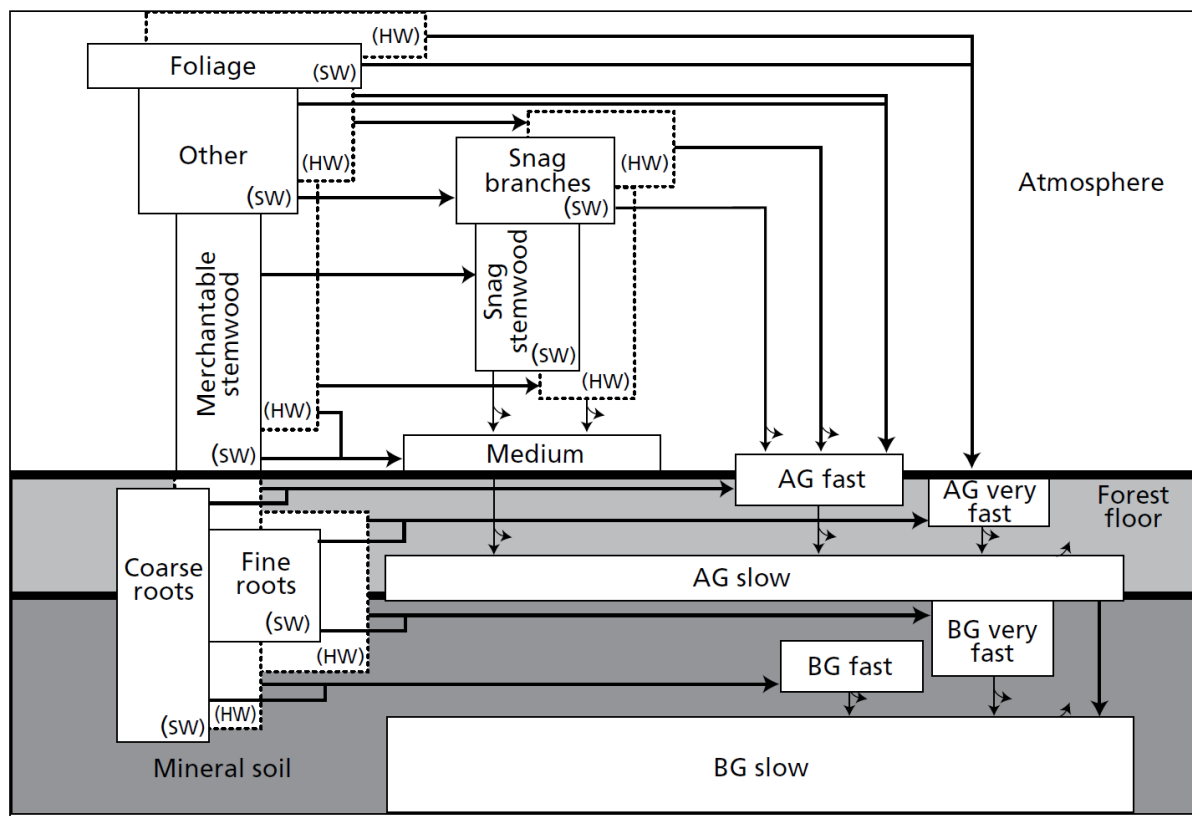 (HW)
Foliage
(SW)
Other
(HW)
(SW)
Snag
branches
(HW)
(SW)
Atmosphere
Merchantable
stemwood
Snag
stemwood
(SW)
(HW)
(HW)
(SW)
Medium
AG fast
AG very
fast
Forest
floor
Coarse
roots
Fine
roots
(SW)
(HW)
AG slow
BG very
fast
BG fast
(SW)
(HW)
Mineral soil
BG slow